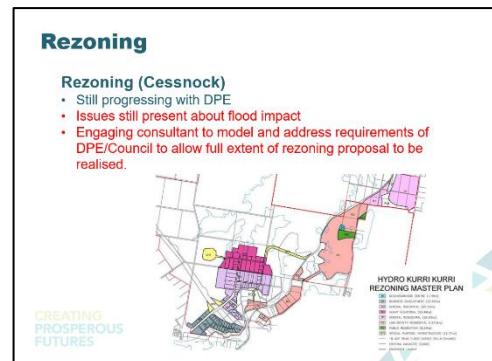 Rezoning
Rezoning (Cessnock)
• Still progressing with DPE
• Issues still present about flood impact
• Engaging consultant to model and address requirements of
DPE/Council to allow full extent of rezoning proposal to be
realised.
HYDRO KURRI KURRI
REZONING MASTER PLAN
CREATING
PROSPEROUS
FUTURES